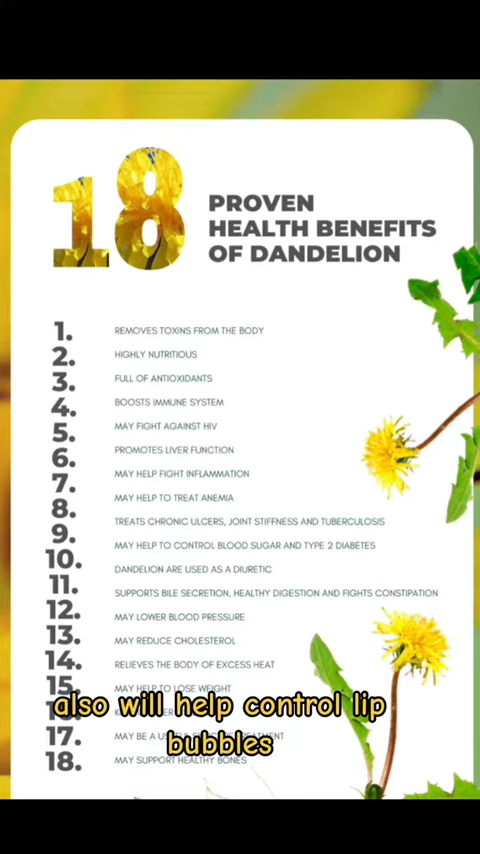 18
PROVEN
HEALTH BENEFITS
OF DANDELION
1. REMOVES TOXINS FROM THE BODY
2. HIGHLY NUTRITIOUS
3. FULL OF ANTIOXIDANTS
4. BOOSTS IMMUNE SYSTEM
5. MAY FIGHT AGAINST HIV
6. PROMOTES LIVER FUNCTION
7. MAY HELP FIGHT INFLAMMATION
8. MAY HELP TO TREAT ANEMIA
9. TREATS CHRONIC ULCERS, JOINT STIFFNESS AND TUBERCULOSIS
10. MAY HELP TO CONTROL BLOOD SUGAR AND TYPE 2 DIABETES
11. DANDELION ARE USED AS A DIURETIC
12. SUPPORTS BILE SECRETION, HEALTHY DIGESTION AND FIGHTS CONSTIPATION
13. MAY LOWER BLOOD PRESSURE
14. MAY REDUCE CHOLESTEROL
15. RELIEVES THE BODY OF EXCESS HEAT
MAY HELP TO LOSE WEIGHT
also will help control lip
bubbles
17. MAY BE A
18. MAY SUPPORT HEALTHY BONES